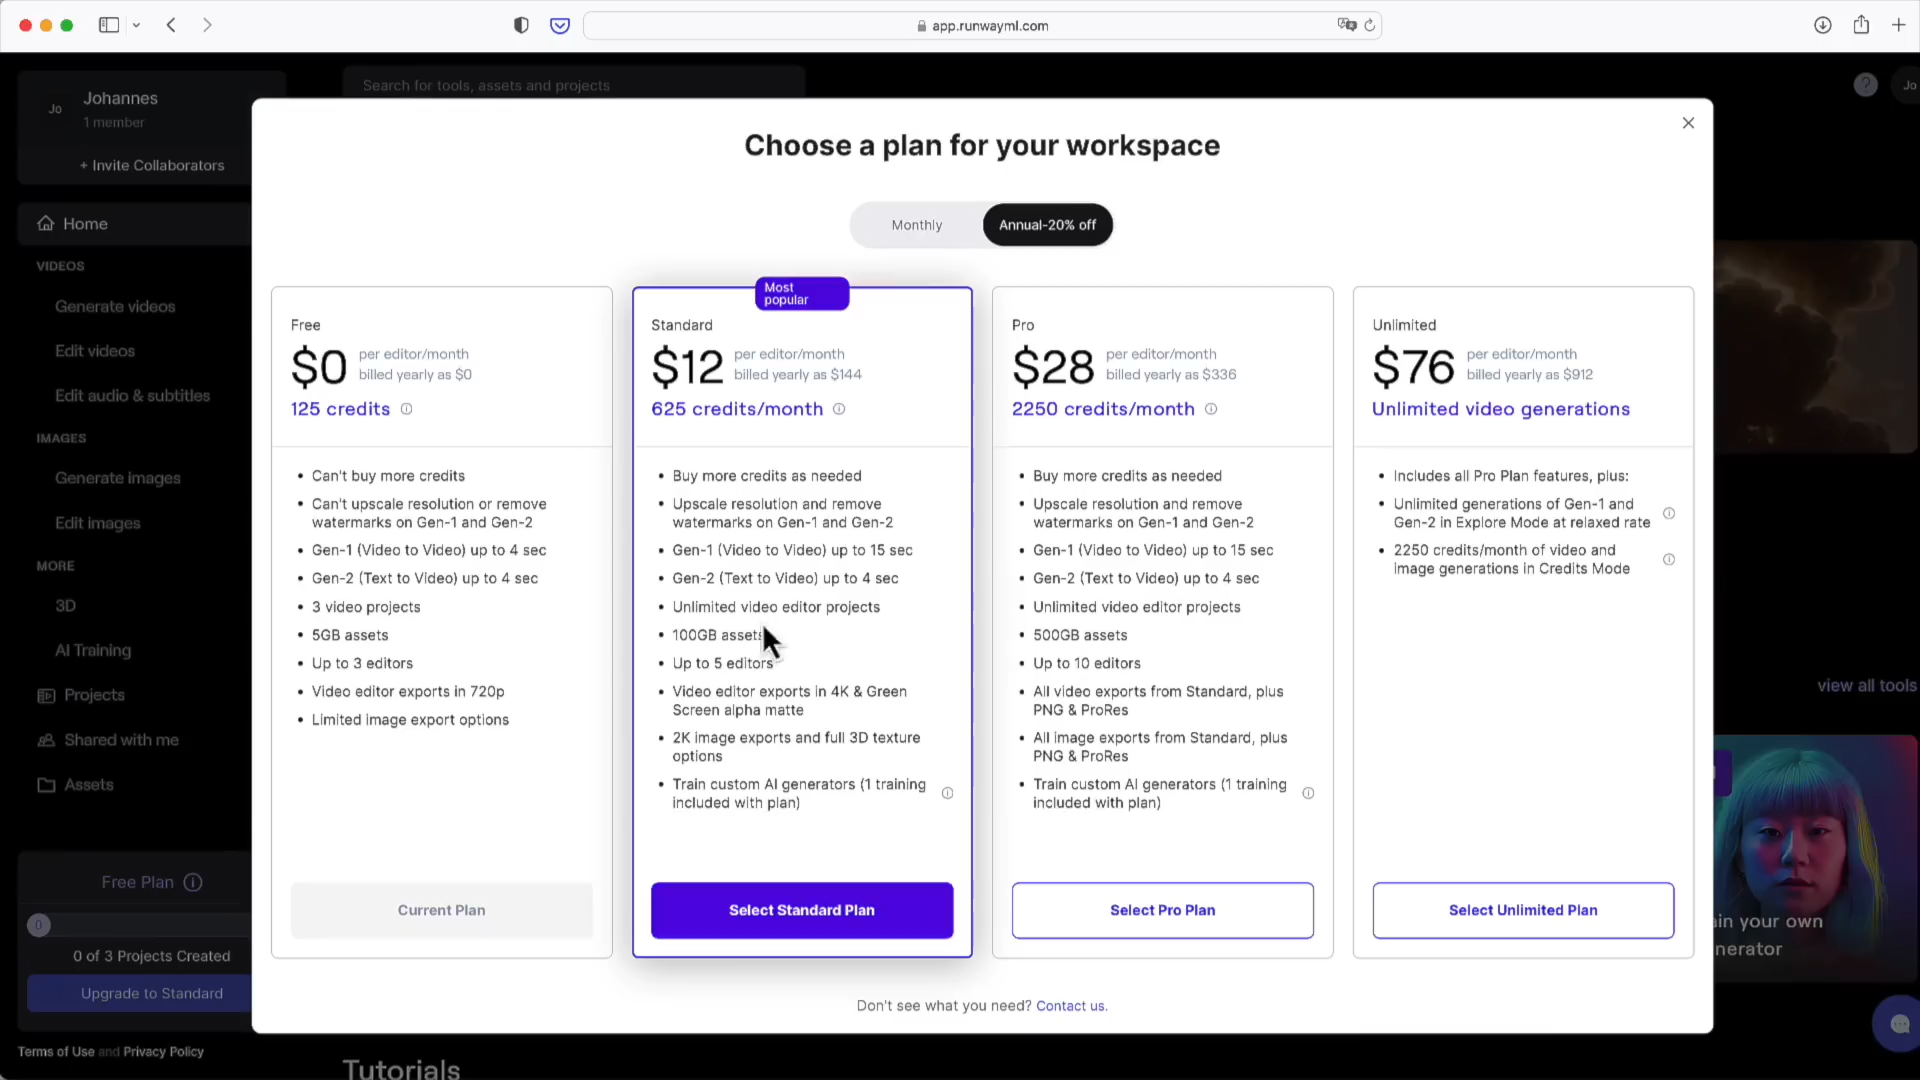 app.runwayml.com
Jo
Johannes
1 member
+ Invite Collaborators
Search for tools, assets and projects
?
Jo
Home
VIDEOS
Generate videos
Edit videos
Edit audio & subtitles
IMAGES
Generate images
Edit images
MORE
3D
AI Training
Projects
Shared with me
Assets
Free Plan
0
0 of 3 Projects Created
Upgrade to Standard
Terms of Use and Privacy Policy
Choose a plan for your workspace
Monthly
Annual-20% off
Free
$0
per editor/month
billed yearly as $0
125 credits
• Can't buy more credits
• Can't upscale resolution or remove
watermarks on Gen-1 and Gen-2
• Gen-1 (Video to Video) up to 4 sec
• Gen-2 (Text to Video) up to 4 sec
• 3 video projects
• 5GB assets
• Up to 3 editors
• Video editor exports in 720p
• Limited image export options
Current Plan
Most
popular
Standard
$12
per editor/month
billed yearly as $144
625 credits/month
• Buy more credits as needed
• Upscale resolution and remove
watermarks on Gen-1 and Gen-2
• Gen-1 (Video to Video) up to 15 sec
• Gen-2 (Text to Video) up to 4 sec
• Unlimited video editor projects
• 100GB assets
• Up to 5 editors
• Video editor exports in 4K & Green
Screen alpha matte
• 2K image exports and full 3D texture
options
• Train custom AI generators (1 training
included with plan)
Select Standard Plan
Pro
$28
per editor/month
billed yearly as $336
2250 credits/month
• Buy more credits as needed
• Upscale resolution and remove
watermarks on Gen-1 and Gen-2
• Gen-1 (Video to Video) up to 15 sec
• Gen-2 (Text to Video) up to 4 sec
• Unlimited video editor projects
• 500GB assets
• Up to 10 editors
• All video exports from Standard, plus
PNG & ProRes
• All image exports from Standard, plus
PNG & ProRes
• Train custom AI generators (1 training
included with plan)
Select Pro Plan
Unlimited
$76
per editor/month
billed yearly as $912
Unlimited video generations
• Includes all Pro Plan features, plus:
• Unlimited generations of Gen-1 and
Gen-2 in Explore Mode at relaxed rate
• 2250 credits/month of video and
image generations in Credits Mode
Select Unlimited Plan
Don't see what you need? Contact us.
view all tools
ain your own
nerator
Tutorials